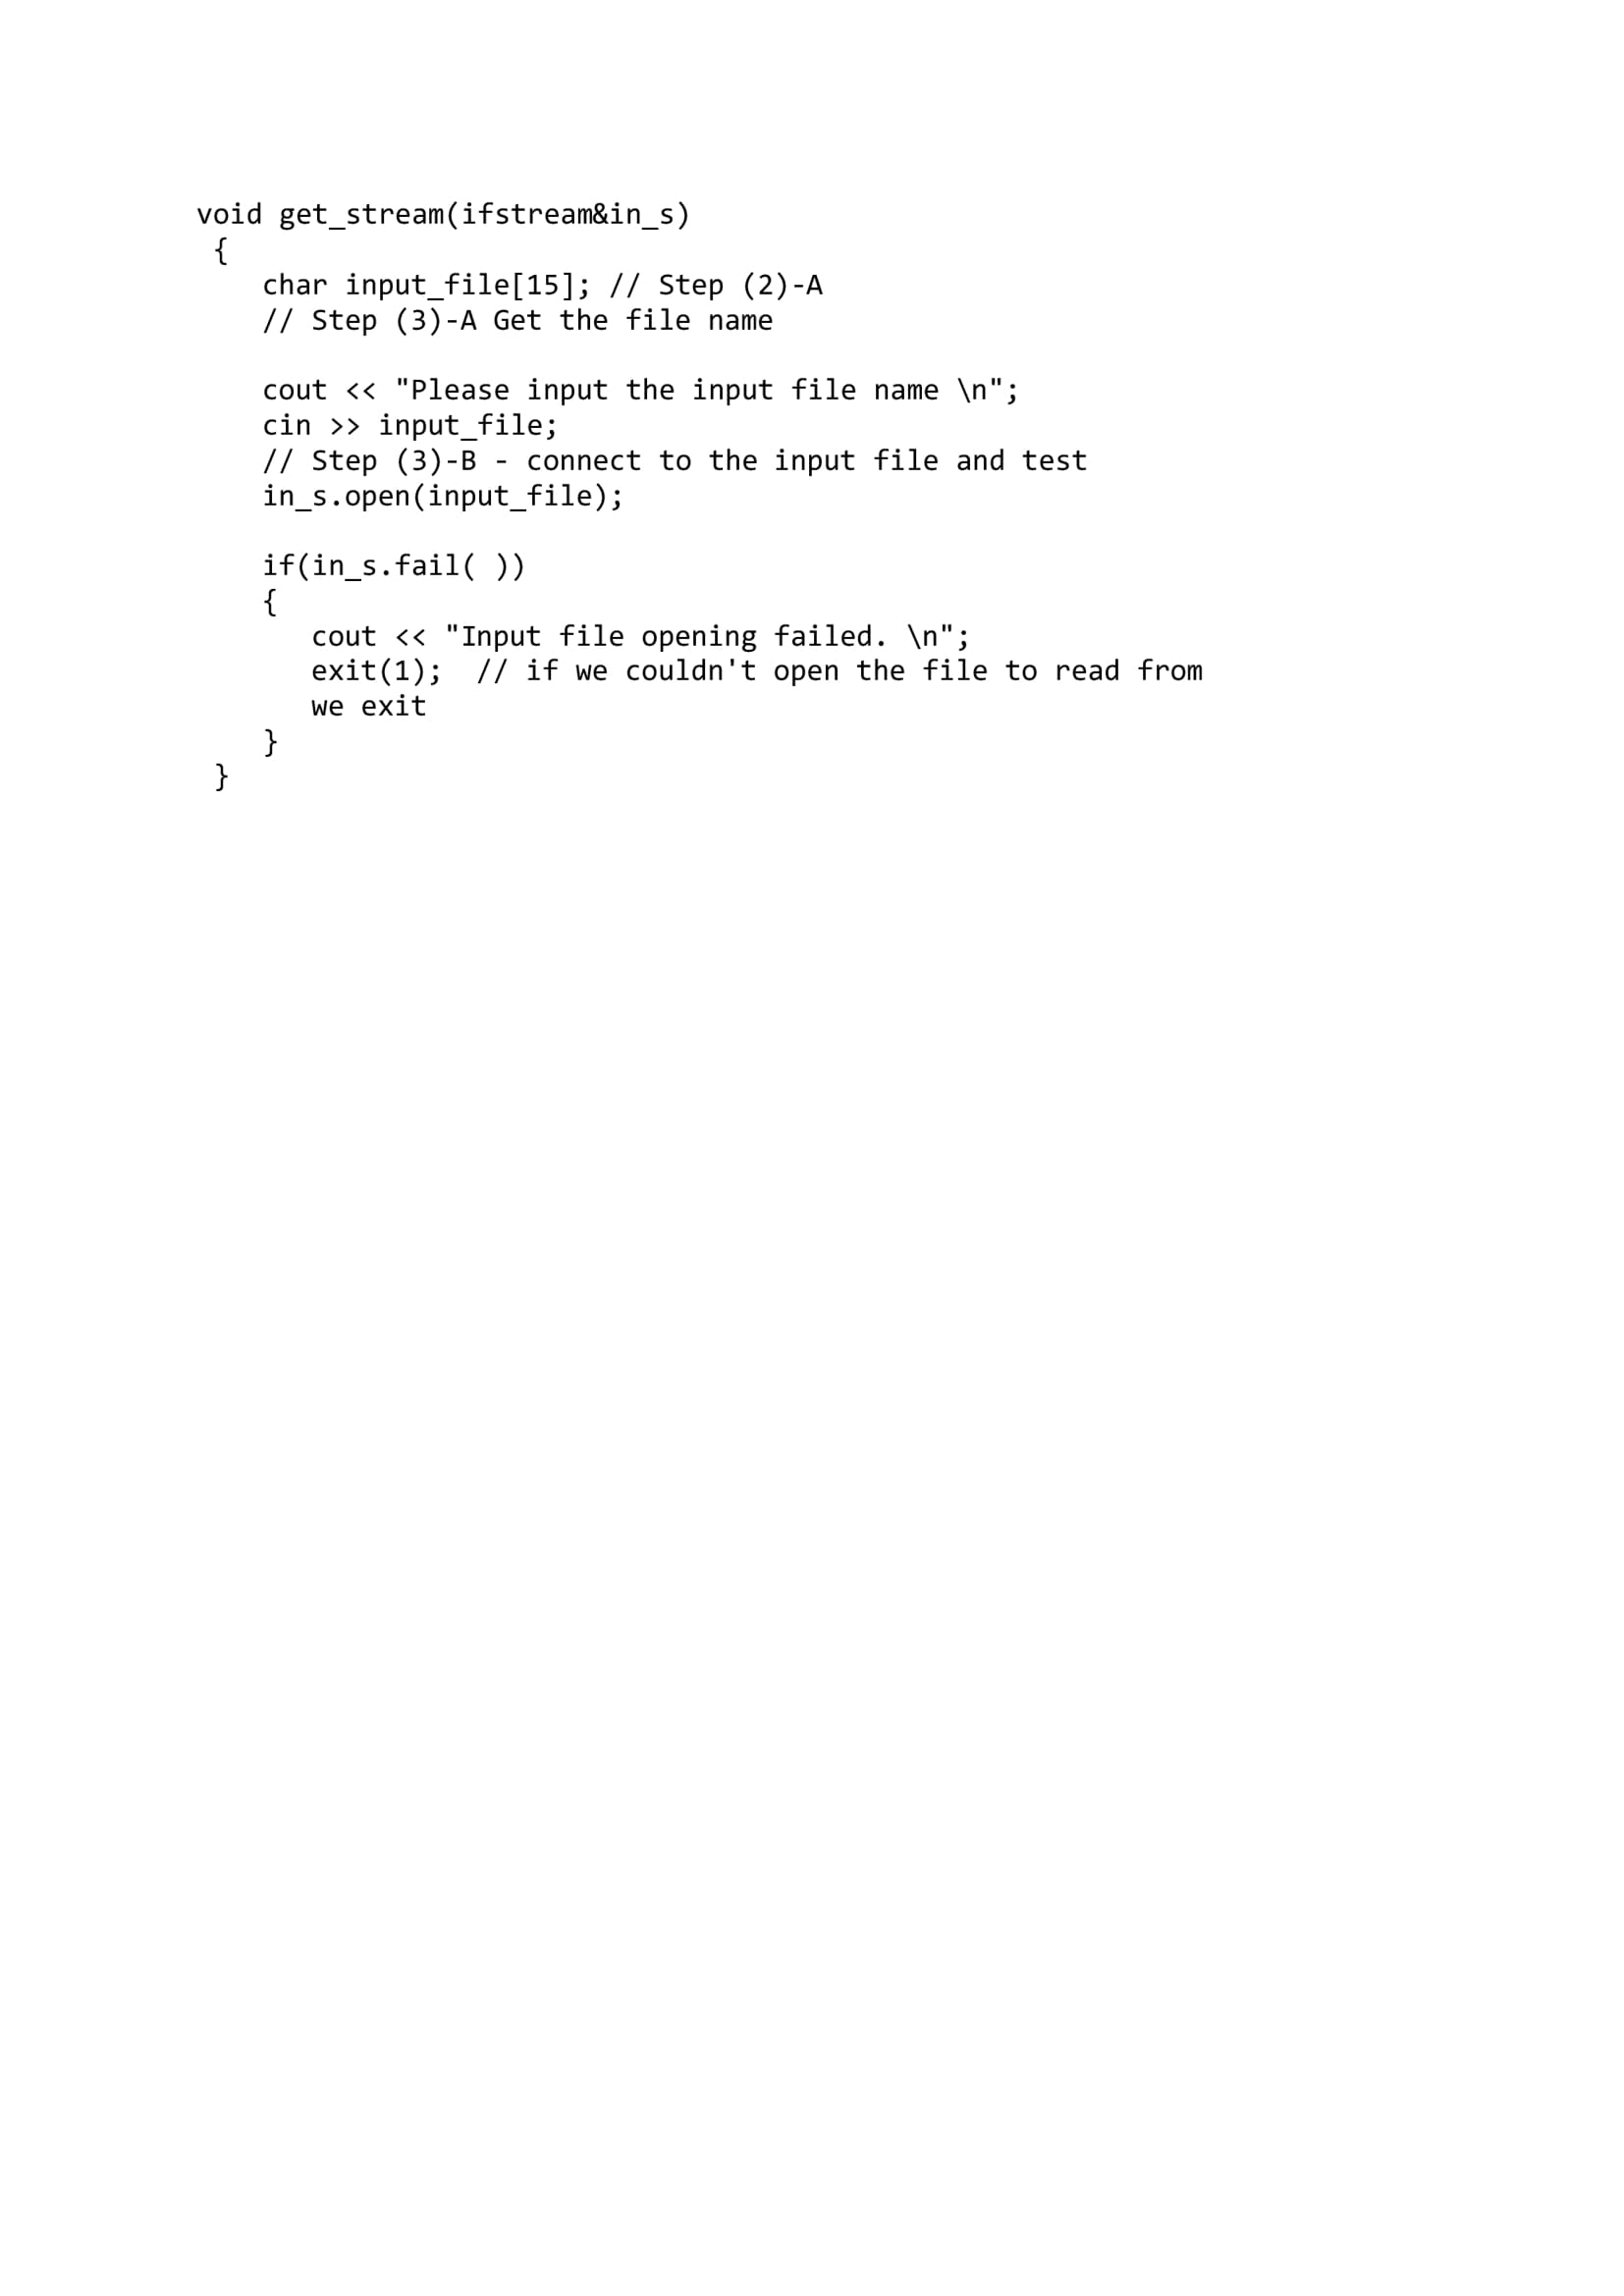 void get_stream(ifstream&in_s)
{
char input_file[15]; // Step (2)-A
// Step (3)-A Get the file name
cout << "Please input the input file name \n";
cin >> input_file;
// Step (3)-B - connect to the input file and test
in_s.open(input_file);
if(in_s.fail( ))
{
cout << "Input file opening failed. \n";
exit(1);  // if we couldn't open the file to read from
we exit
}
}